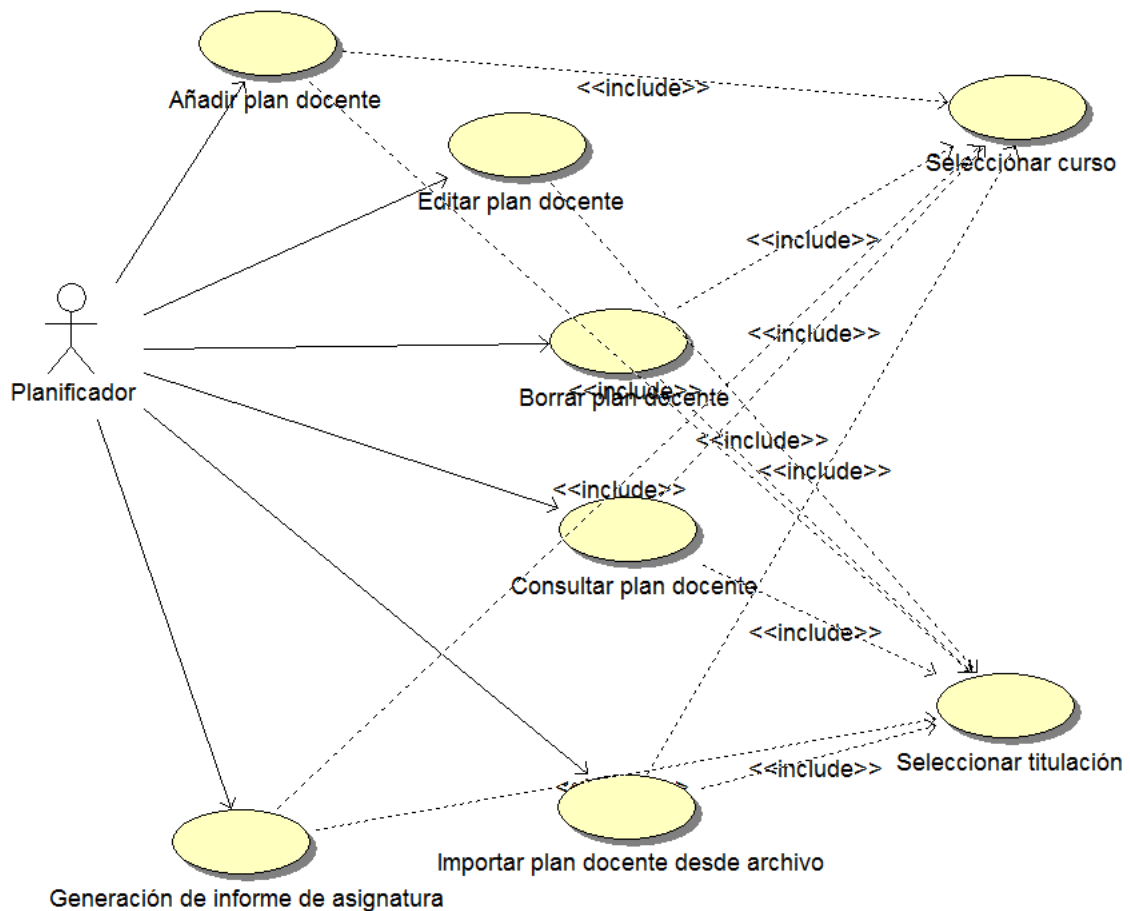 Añadir plan docente
<<include>>
Seleccionar curso
Editar plan docente
<<include>>
<<include>>
Planificador
Borrar plan docente
<<include>>
<<include>>
<<include>>
<<include>>
Consultar plan docente
<<include>>
Seleccionar titulación
<<include>>
Importar plan docente desde archivo
Generación de informe de asignatura